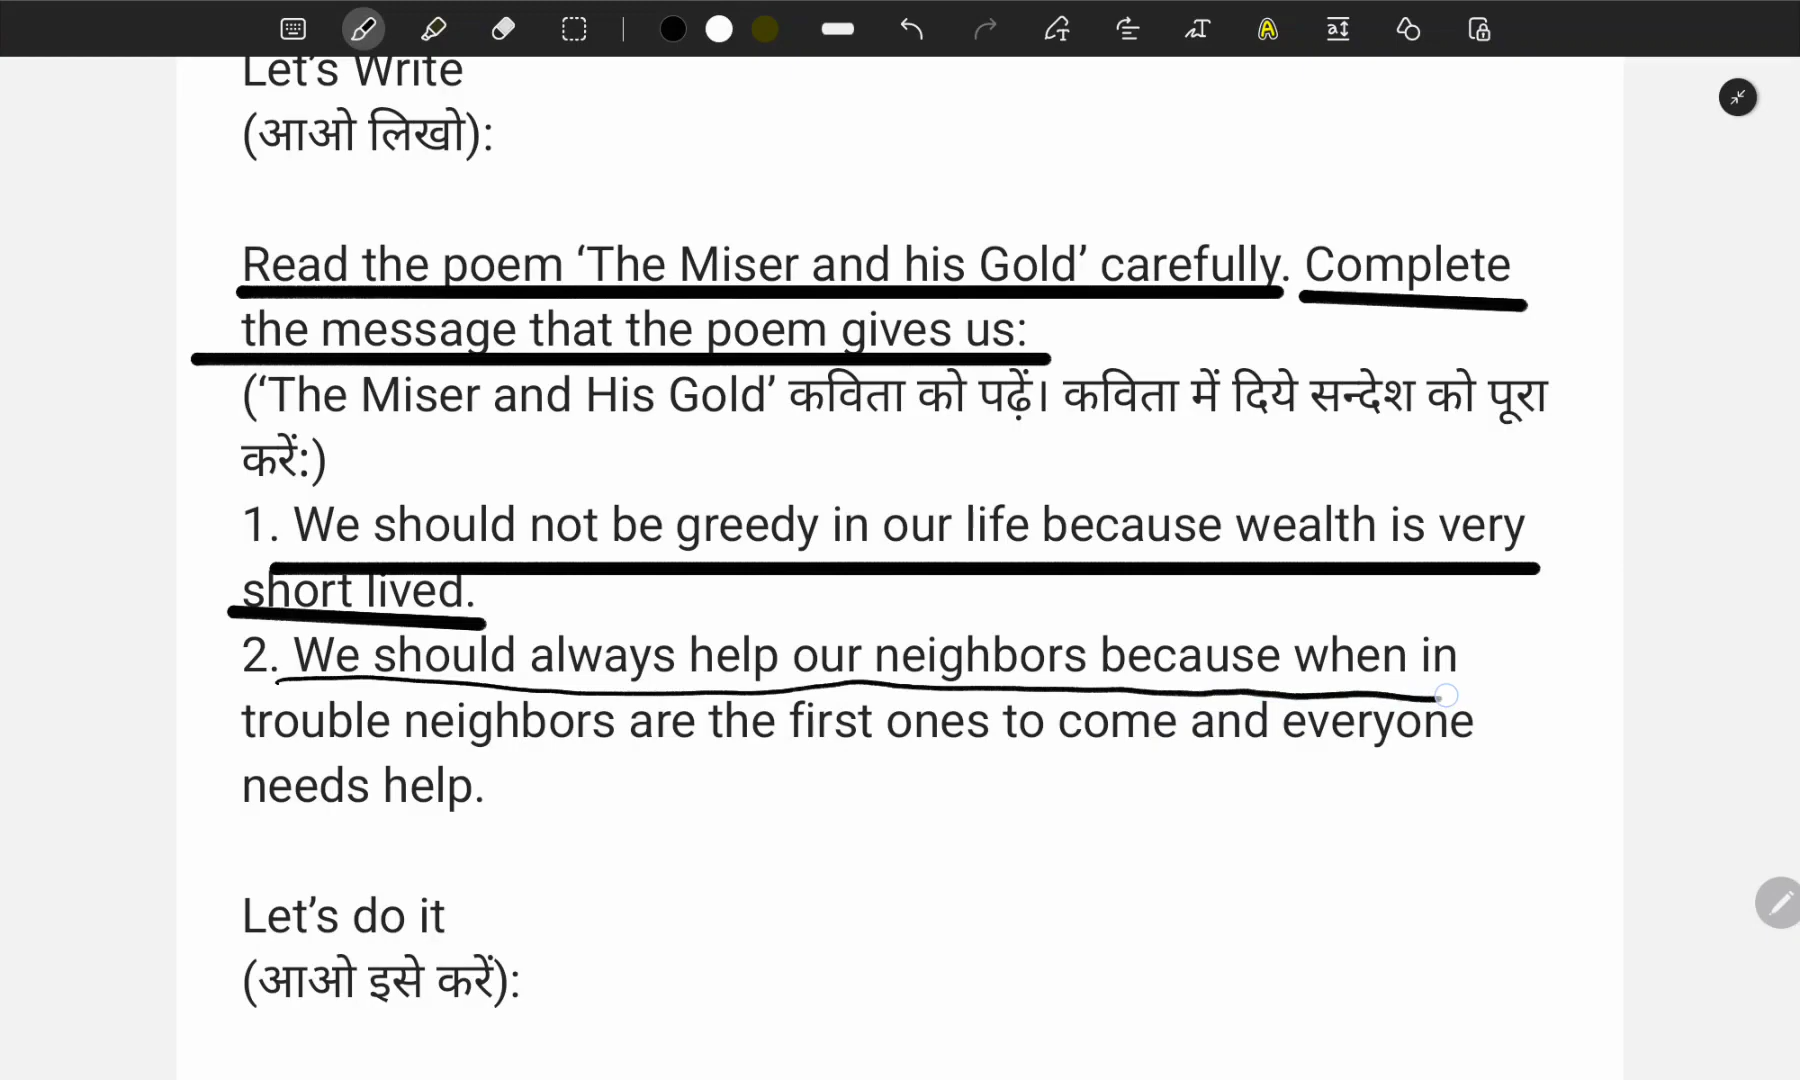 Let's Write
(आओ लिखो):
Read the poem ‘The Miser and his Gold’ carefully. Complete
the message that the poem gives us:
(‘The Miser and His Gold’ कविता को पढ़ें। कविता में दिये सन्देश को पूरा
करें:)
1. We should not be greedy in our life because wealth is very
short lived.
2. We should always help our neighbors because when in
trouble neighbors are the first ones to come and everyone
needs help.
Let’s do it
(आओ इसे करें):